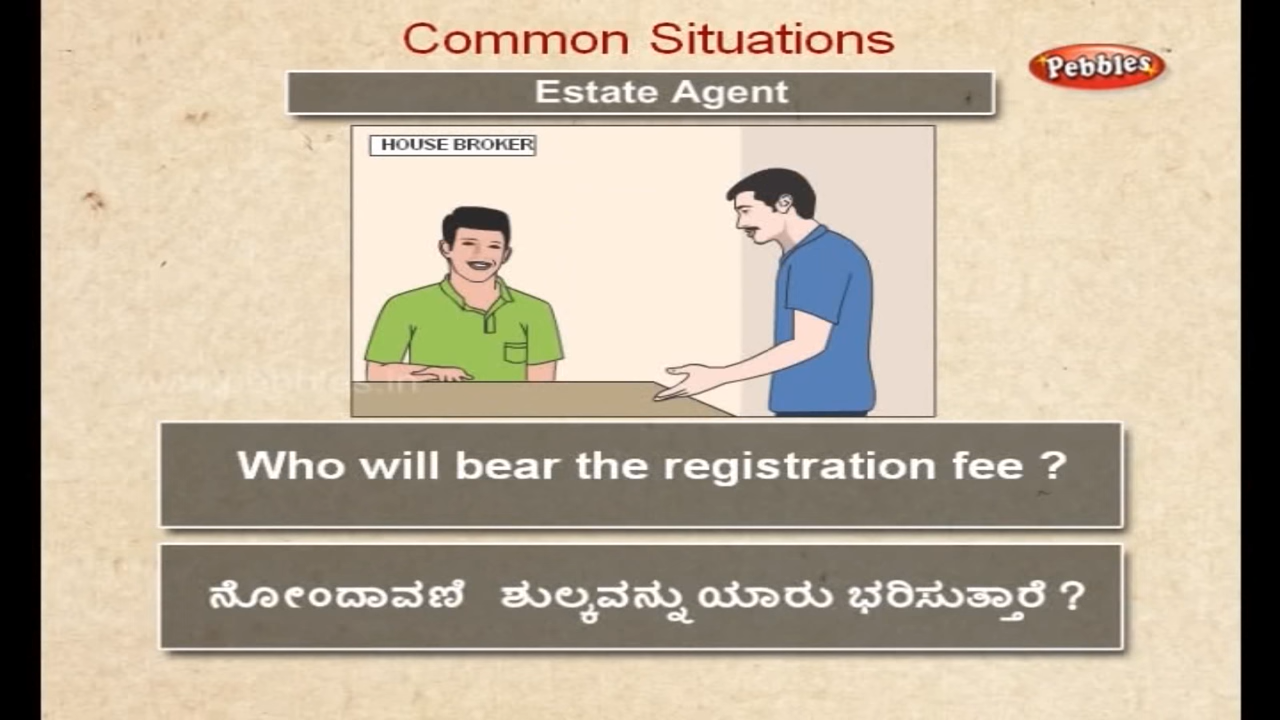 Common Situations
Pebbles
Estate Agent
HOUSE BROKER
Who will bear the registration fee ?
ನೋಂದಾವಣಿ ಶುಲ್ಕವನ್ನು ಯಾರು ಭರಿಸುತ್ತಾರೆ ?